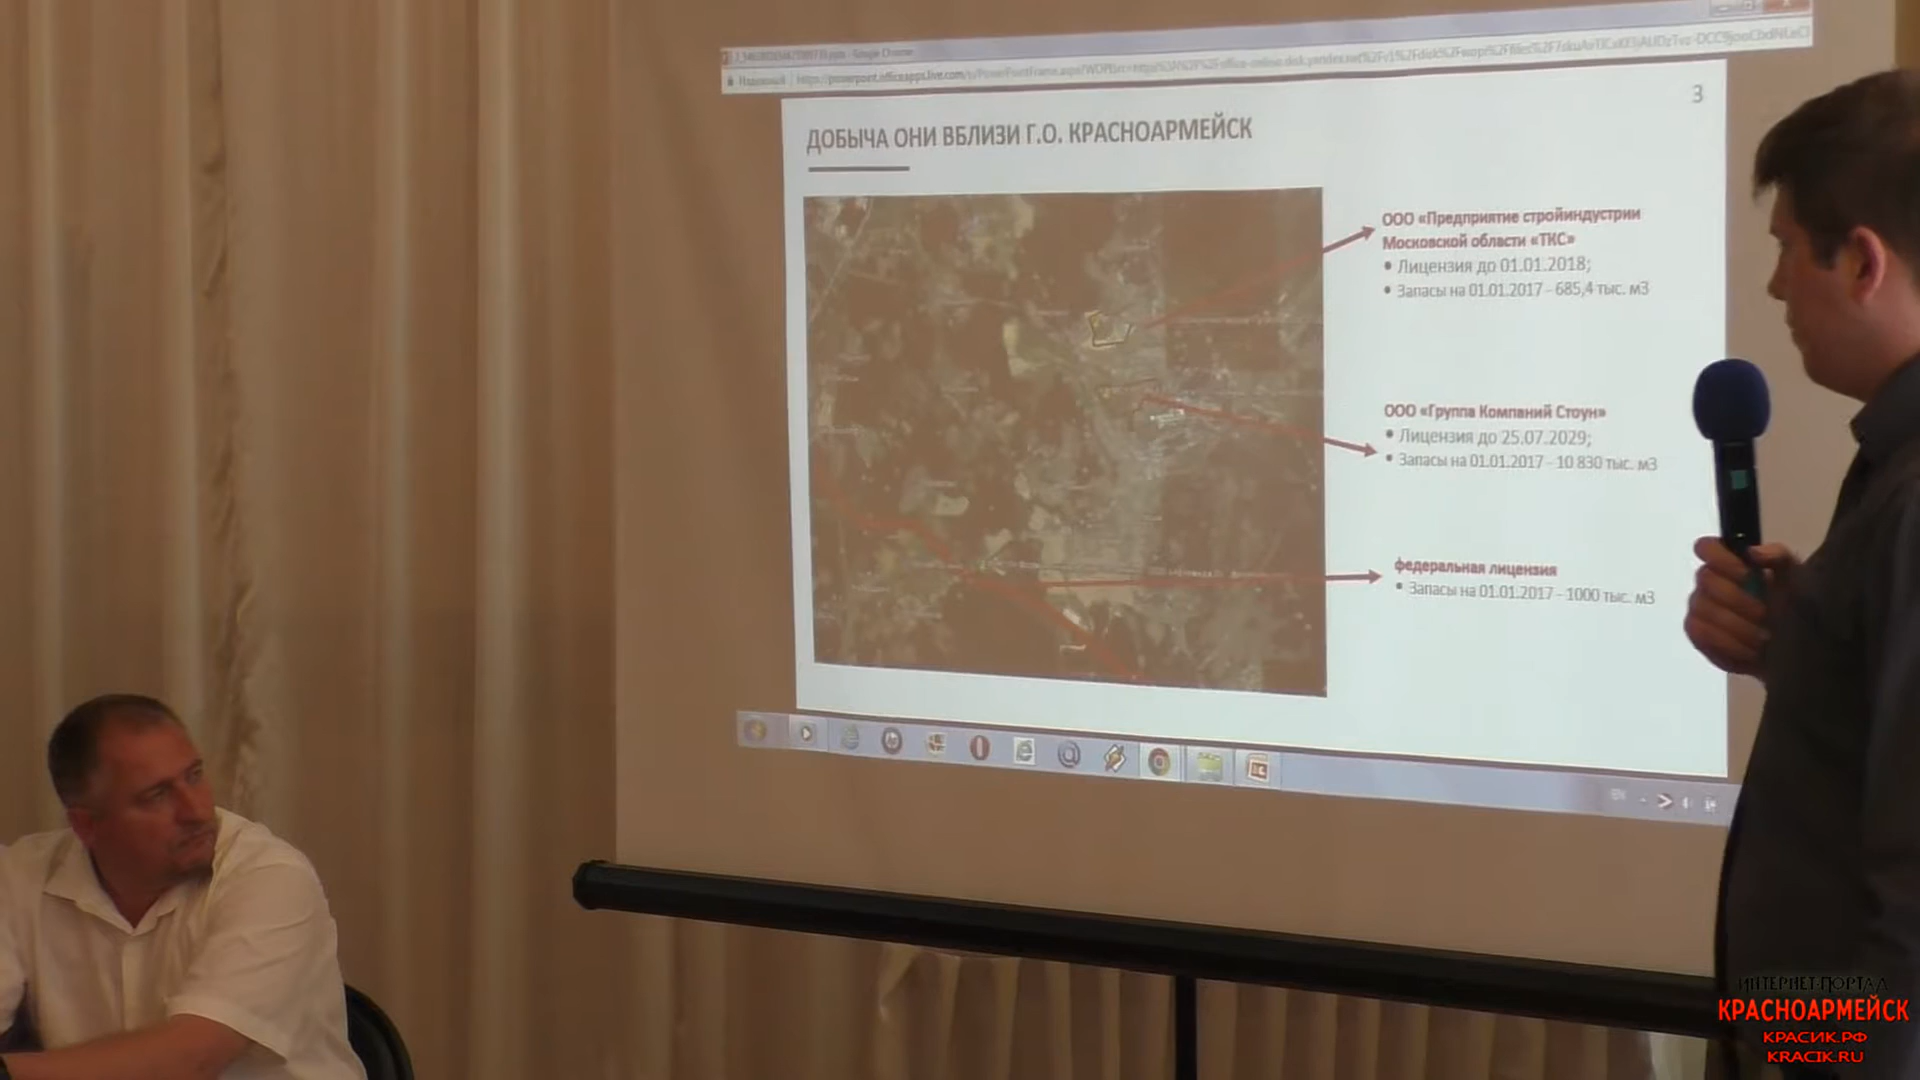 Google Chrome
3
ДОБЫЧА ОНИ ВБЛИЗИ Г.О. КРАСНОАРМЕЙСК
ООО «Предприятие стройиндустрии
Московской области «ТКС»
• Лицензия до 01.01.2018;
• Запасы на 01.01.2017 - 685,4 тыс. м3
ООО «Группа Компаний Стоун»
• Лицензия до 25.07.2029;
• Запасы на 01.01.2017 - 10 830 тыс. м3
федеральная лицензия
• Запасы на 01.01.2017 - 1000 тыс. м3
EN
ИНТЕРНЕТ-ПОРТАЛ
КРАСНОАРМЕЙСК
КРАСИК.РФ
KRACIK.RU